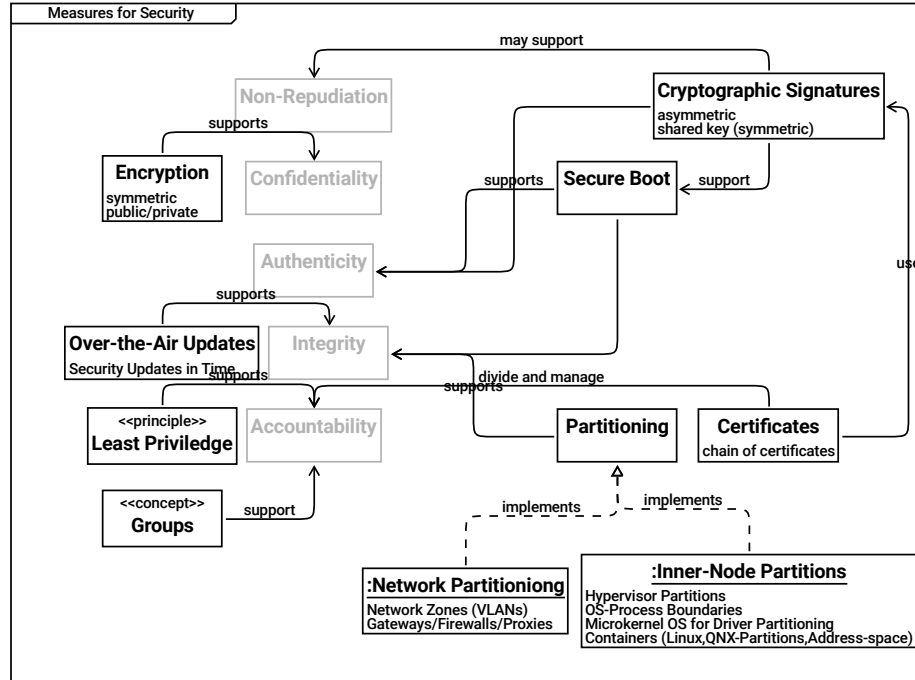 Measures for Security
may support
Non-Repudiation
Cryptographic Signatures
asymmetric
shared key (symmetric)
supports
Encryption
symmetric
public/private
Confidentiality
supports
Secure Boot
support
Authenticity
use
supports
Over-the-Air Updates
Security Updates in Time
Integrity
supports
supports
divide and manage
<<principle>>
Least Priviledge
Accountability
Partitioning
Certificates
chain of certificates
<<concept>>
Groups
support
implements
implements
:Network Partitioniong
Network Zones (VLANs)
Gateways/Firewalls/Proxies
:Inner-Node Partitions
Hypervisor Partitions
OS-Process Boundaries
Microkernel OS for Driver Partitioning
Containers (Linux,QNX-Partitions,Address-space)